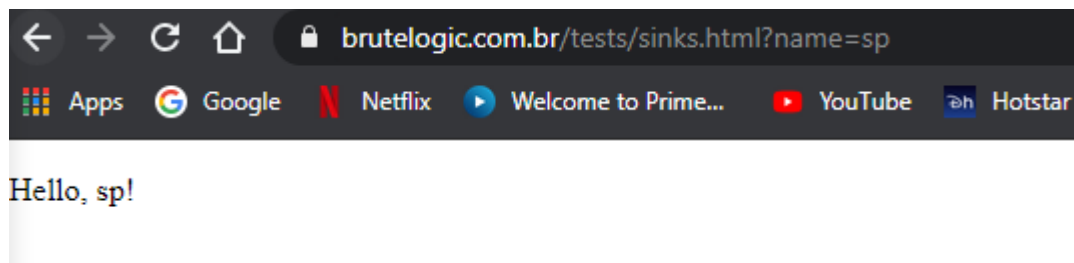 brutelogic.com.br/tests/sinks.html?name=sp
Apps Google Netflix Welcome to Prime... YouTube Hotstar
Hello, sp!